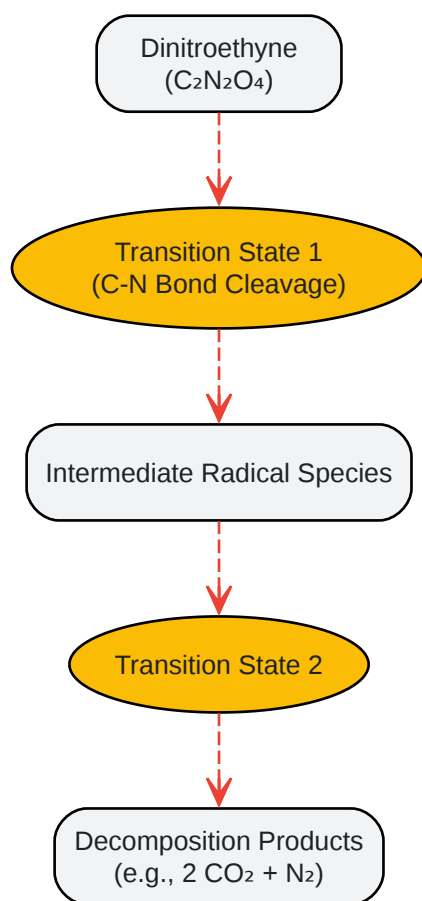 Dinitroethyne
(C₂N₂O₄)
Transition State 1
(C-N Bond Cleavage)
Intermediate Radical Species
Transition State 2
Decomposition Products
(e.g., 2 CO₂ + N₂)